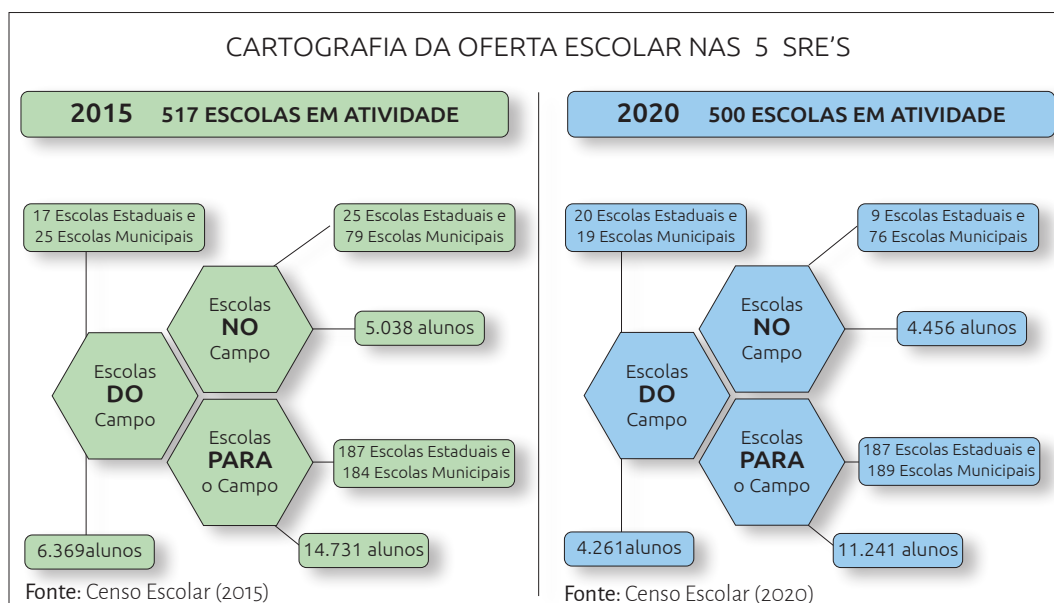 CARTOGRAFIA DA OFERTA ESCOLAR NAS 5 SRE'S
2015 517 ESCOLAS EM ATIVIDADE
17 Escolas Estaduais e
25 Escolas Municipais
25 Escolas Estaduais e
79 Escolas Municipais
Escolas
NO
Campo
5.038 alunos
Escolas
DO
Campo
Escolas
PARA
o Campo
187 Escolas Estaduais e
184 Escolas Municipais
6.369alunos
14.731 alunos
Fonte: Censo Escolar (2015)
2020 500 ESCOLAS EM ATIVIDADE
20 Escolas Estaduais e
19 Escolas Municipais
9 Escolas Estaduais e
76 Escolas Municipais
Escolas
NO
Campo
4.456 alunos
Escolas
DO
Campo
Escolas
PARA
o Campo
187 Escolas Estaduais e
189 Escolas Municipais
4.261alunos
11.241 alunos
Fonte: Censo Escolar (2020)